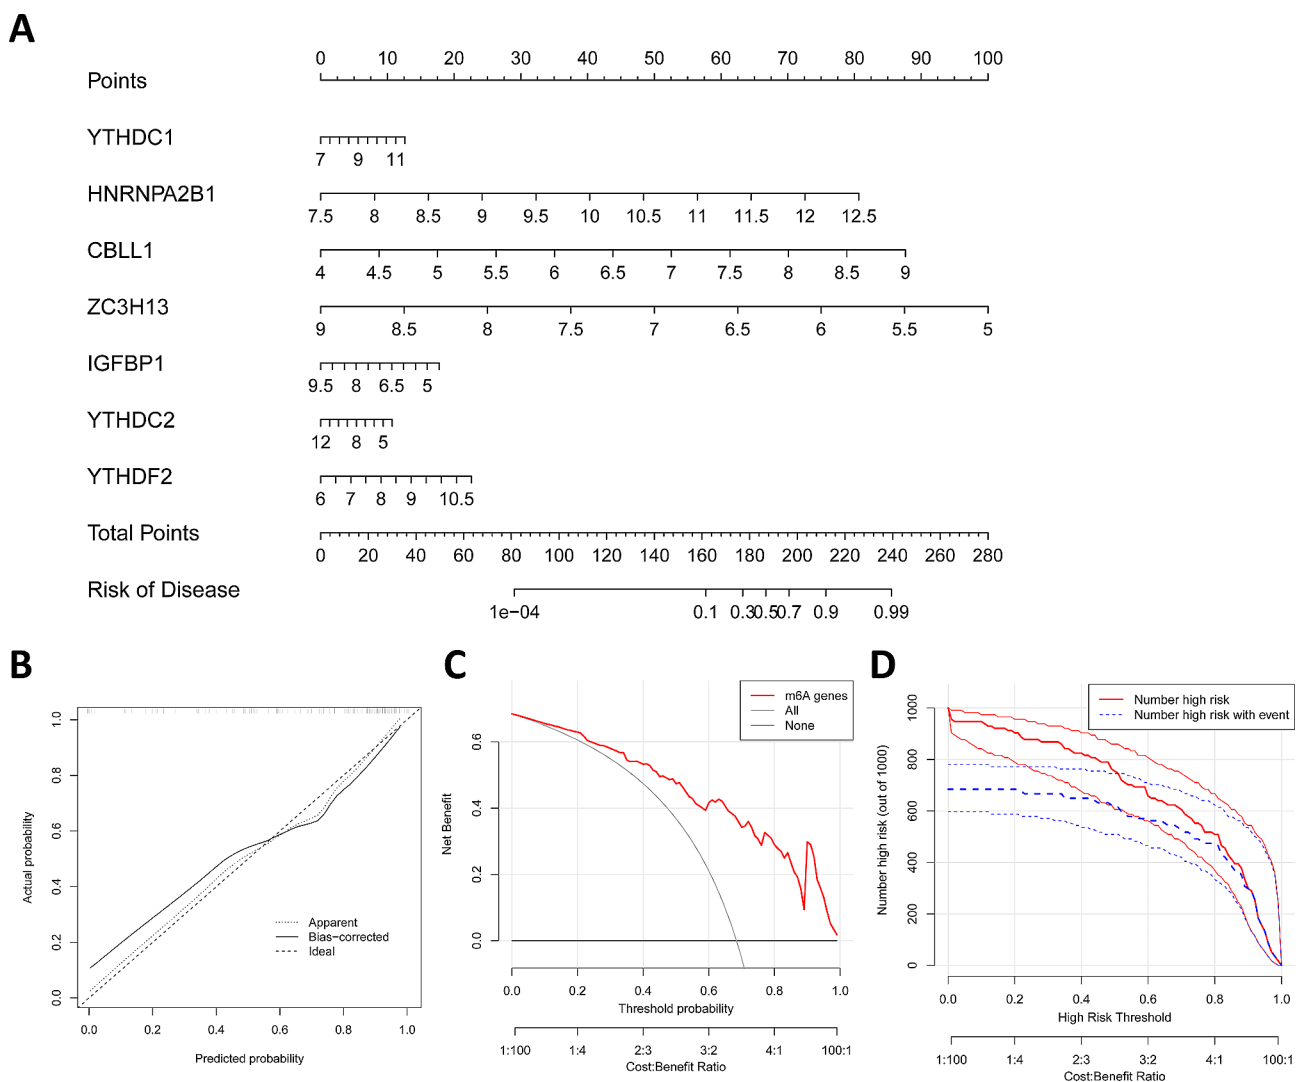 A
0 10 20 30 40 50 60 70 80 90 100
Points
YTHDC1
7 9 11
HNRNPA2B1
7.5 8 8.5 9 9.5 10 10.5 11 11.5 12 12.5
CBLL1
4 4.5 5 5.5 6 6.5 7 7.5 8 8.5 9
ZC3H13
9 8.5 8 7.5 7 6.5 6 5.5 5
IGFBP1
9.5 8 6.5 5
YTHDC2
12 8 5
YTHDF2
6 7 8 9 10.5
Total Points
0 20 40 60 80 100 120 140 160 180 200 220 240 260 280
Risk of Disease
1e−04 0.1 0.3 0.5 0.7 0.9 0.99
B
Actual probability
1.0
0.8
0.6
0.4
0.2
0.0
Apparent
Bias−corrected
Ideal
0.0 0.2 0.4 0.6 0.8 1.0
Predicted probability
C
m6A genes
All
None
Net Benefit
0.6
0.4
0.2
0.0
0.0 0.2 0.4 0.6 0.8 1.0
Threshold probability
1:100 1:4 2:3 3:2 4:1 100:1
Cost:Benefit Ratio
D
Number high risk
Number high risk with event
Number high risk (out of 1000)
1000
800
600
400
200
0
0.0 0.2 0.4 0.6 0.8 1.0
High Risk Threshold
1:100 1:4 2:3 3:2 4:1 100:1
Cost:Benefit Ratio